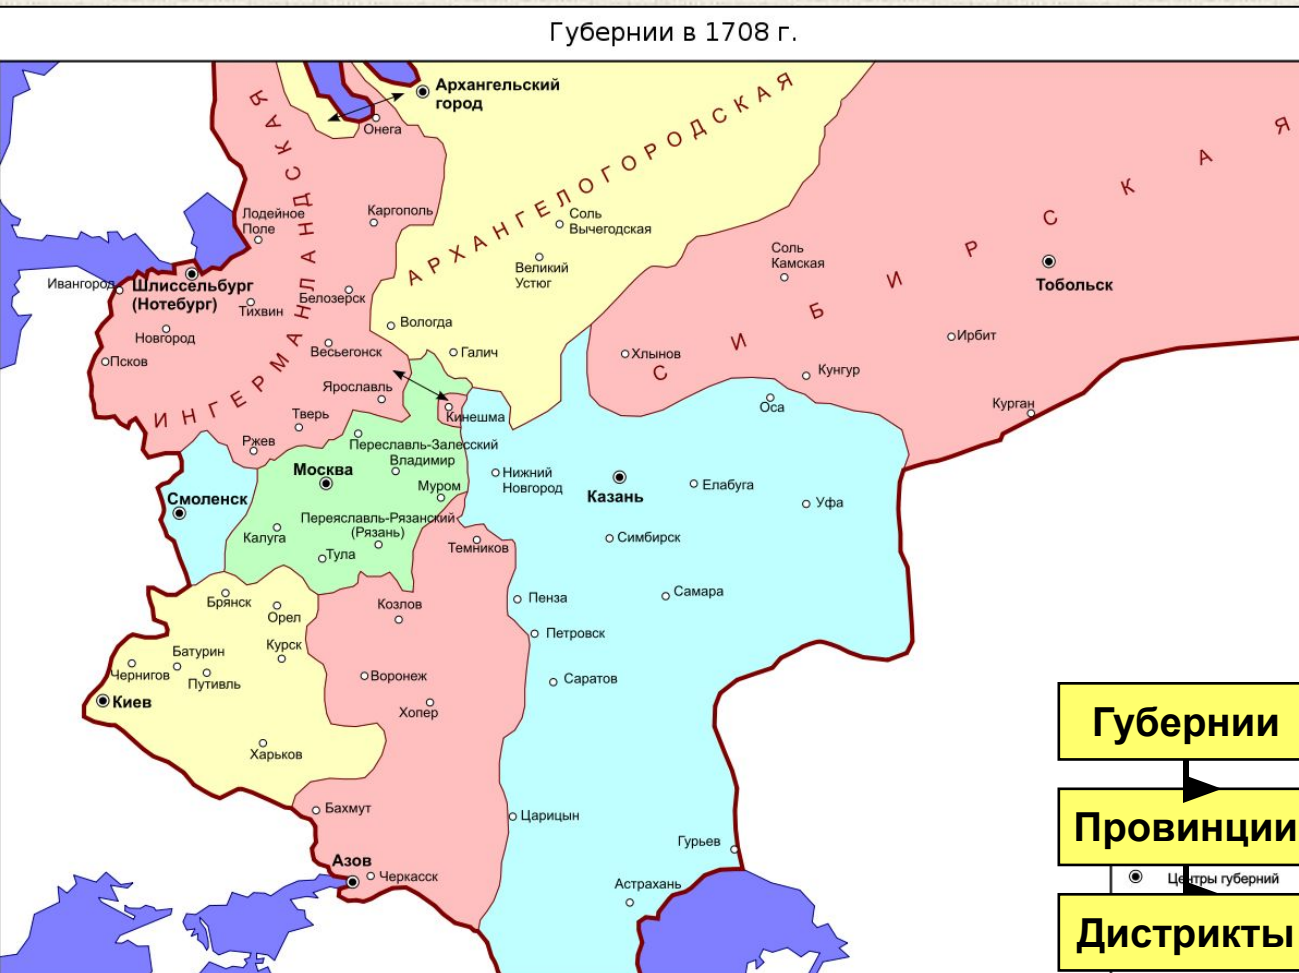 Губернии в 1708 г.
Архангельский
город
Онега
ИНГЕРМАНЛАНДСКАЯ
АРХАНГЕЛОГОРОДСКАЯ
СИБИРСКАЯ
Лодейное
Поле
Каргополь
Соль
Вычегодская
Великий
Устюг
Соль
Камская
Тобольск
Ивангород
Шлиссельбург
(Нотебург)
Тихвин
Белозерск
Новгород
Вологда
Псков
Весьегонск
Галич
Хлынов
Ирбит
Кунгур
Ярославль
Кинешма
Оса
Курган
Тверь
Ржев
Переславль-Залесский
Владимир
Москва
Муром
Нижний
Новгород
Казань
Елабуга
Уфа
Смоленск
Переяславль-Рязанский
(Рязань)
Калуга
Тула
Темников
Симбирск
Брянск
Орел
Козлов
Пенза
Самара
Петровск
Курск
Батурин
Чернигов
Путивль
Воронеж
Саратов
Киев
Хопер
Харьков
Бахмут
Царицын
Гурьев
Азов
Черкасск
Астрахань
Губернии
Провинции
Центры губерний
Дистрикты